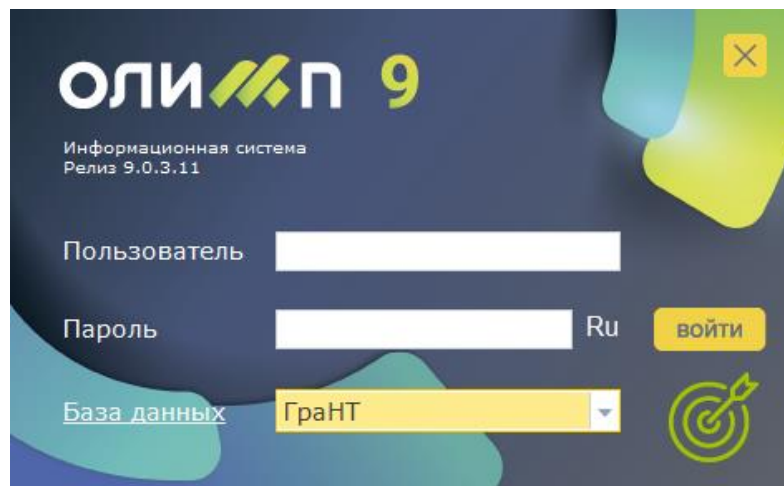 ОЛИМП 9
Информационная система
Релиз 9.0.3.11
Пользователь
Пароль
Ru
ВОЙТИ
База данных
ГраНТ